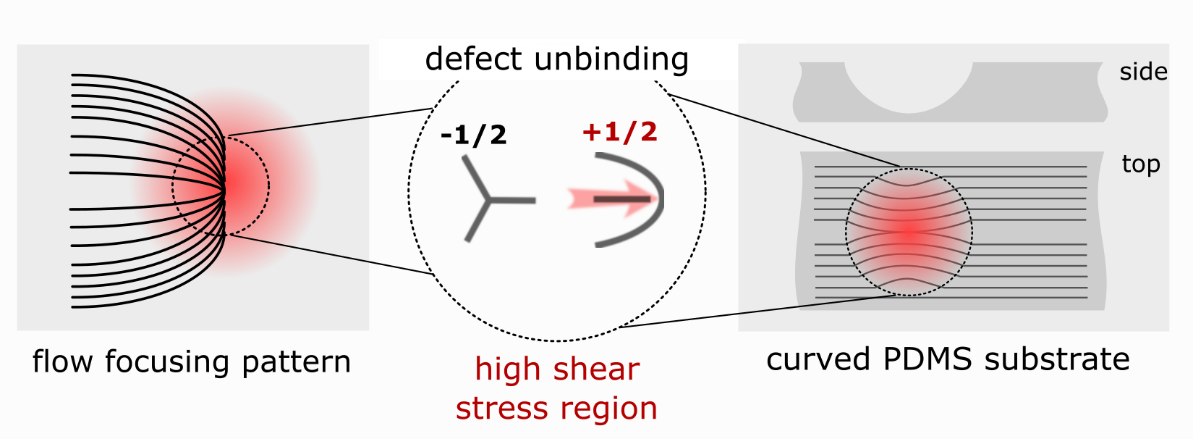 defect unbinding
side
-1/2
+1/2
top
flow focusing pattern
high shear
stress region
curved PDMS substrate